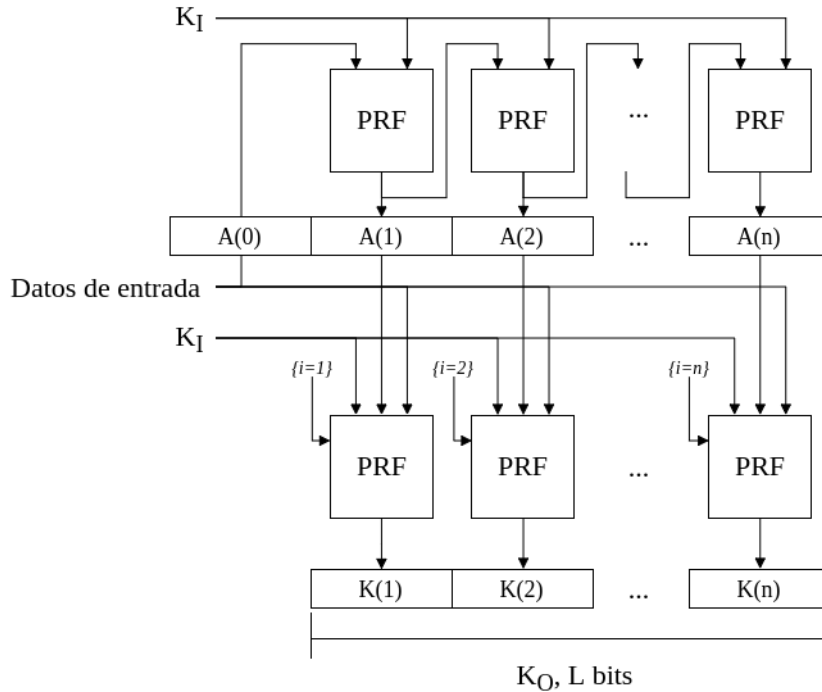 K_I
PRF PRF ... PRF
A(0) A(1) A(2) ... A(n)
Datos de entrada
K_I
{i=1} {i=2} {i=n}
PRF PRF ... PRF
K(1) K(2) ... K(n)
K_O, L bits